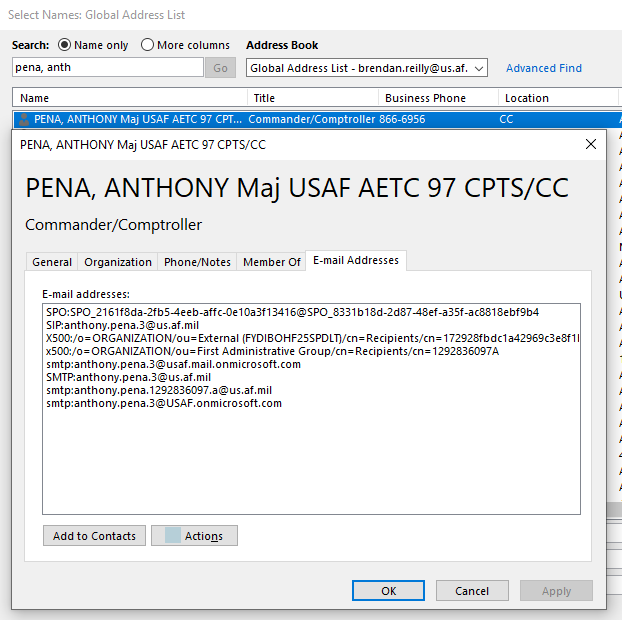 Select Names: Global Address List
Search: Name only More columns Address Book
pena, anth Go Global Address List - brendan.reilly@us.af. Advanced Find
Name Title Business Phone Location
PENA, ANTHONY Maj USAF AETC 97 CPT... Commander/Comptroller 866-6956 CC
PENA, ANTHONY Maj USAF AETC 97 CPTS/CC
PENA, ANTHONY Maj USAF AETC 97 CPTS/CC
Commander/Comptroller
General Organization Phone/Notes Member Of E-mail Addresses
E-mail addresses:
SPO:SPO_2161f8da-2fb5-4eeb-affc-0e10a3f13416@SPO_8331b18d-2d87-48ef-a35f-ac8818ebf9b4
SIP:anthony.pena.3@us.af.mil
X500:/o=ORGANIZATION/ou=External (FYDIBOHF25SPDLT)/cn=Recipients/cn=172928fbdc1a42969c3e8f1
x500:/o=ORGANIZATION/ou=First Administrative Group/cn=Recipients/cn=1292836097A
smtp:anthony.pena.3@usaf.mail.onmicrosoft.com
SMTP:anthony.pena.3@us.af.mil
smtp:anthony.pena.1292836097.a@us.af.mil
smtp:anthony.pena.3@USAF.onmicrosoft.com
Add to Contacts Actions
OK Cancel Apply